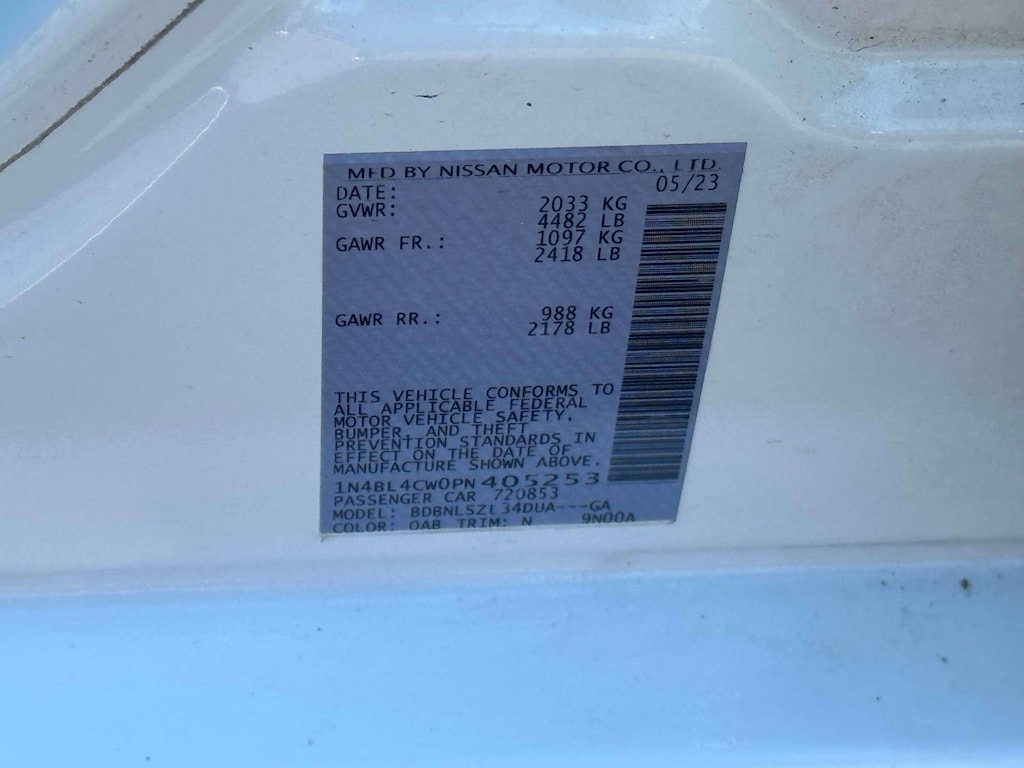 MFD BY NISSAN MOTOR CO., LTD.
DATE: 05/23
GVWR: 2033 KG
4482 LB
GAWR FR.: 1097 KG
2418 LB
GAWR RR.: 988 KG
2178 LB
THIS VEHICLE CONFORMS TO
ALL APPLICABLE FEDERAL
MOTOR VEHICLE SAFETY,
BUMPER, AND THEFT
PREVENTION STANDARDS IN
EFFECT ON THE DATE OF
MANUFACTURE SHOWN ABOVE.
1N4BL4CW0PN405253
PASSENGER CAR 720853
MODEL: BDBNLSZL34DUA---GA
COLOR: QAB TRIM: N 9N00A